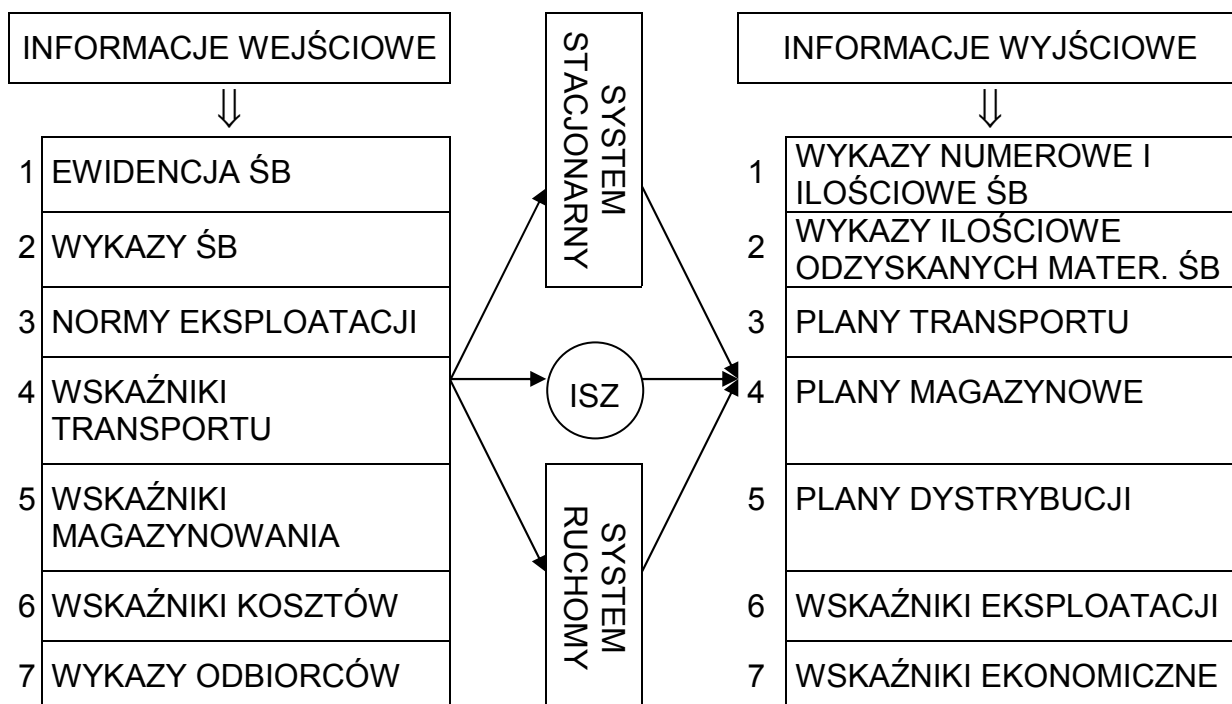 INFORMACJE WEJŚCIOWE
⇓
1 EWIDENCJA ŚB
2 WYKAZY ŚB
3 NORMY EKSPLOATACJI
4 WSKAŹNIKI
TRANSPORTU
5 WSKAŹNIKI
MAGAZYNOWANIA
6 WSKAŹNIKI KOSZTÓW
7 WYKAZY ODBIORCÓW
SYSTEM
STACJONARNY
ISZ
SYSTEM
RUCHOMY
INFORMACJE WYJŚCIOWE
⇓
1 WYKAZY NUMEROWE I
ILOŚCIOWE ŚB
2 WYKAZY ILOŚCIOWE
ODZYSKANYCH MATER. ŚB
3 PLANY TRANSPORTU
4 PLANY MAGAZYNOWE
5 PLANY DYSTRYBUCJI
6 WSKAŹNIKI EKSPLOATACJI
7 WSKAŹNIKI EKONOMICZNE